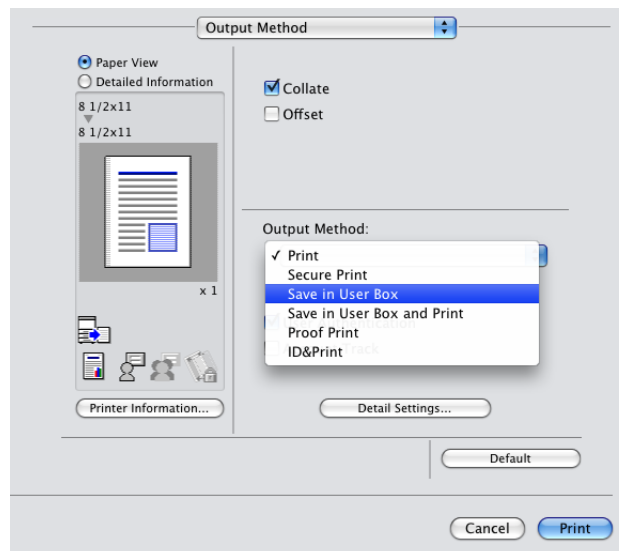 Output Method
Paper View
Detailed Information
8 1/2x11
8 1/2x11
x 1
Printer Information...
Collate
Offset
Output Method:
✓ Print
Secure Print
Save in User Box
Save in User Box and Print
Proof Print
ID&Print
Detail Settings...
Default
Cancel
Print